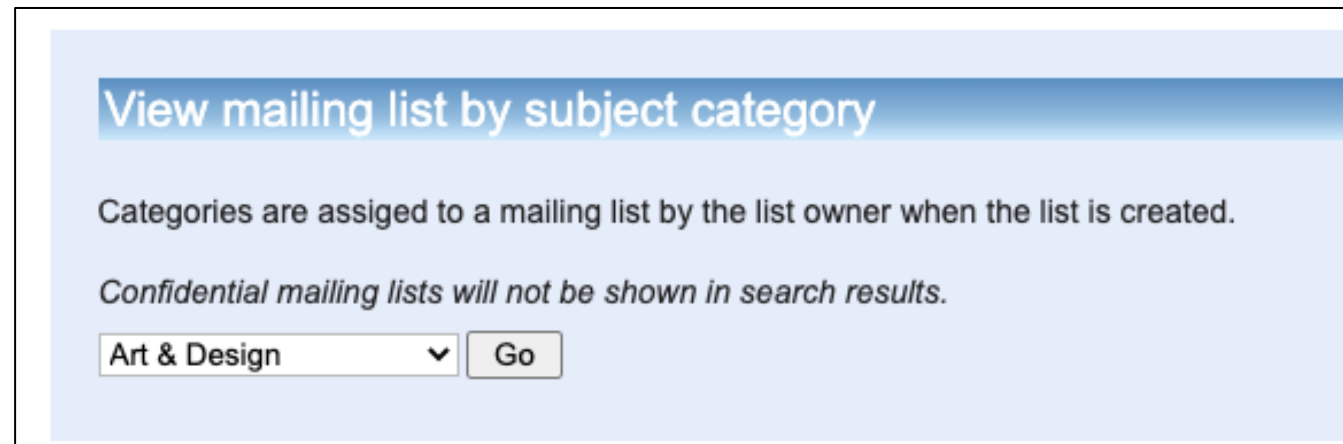 View mailing list by subject category
Categories are assiged to a mailing list by the list owner when the list is created.
Confidential mailing lists will not be shown in search results.
Art & Design Go